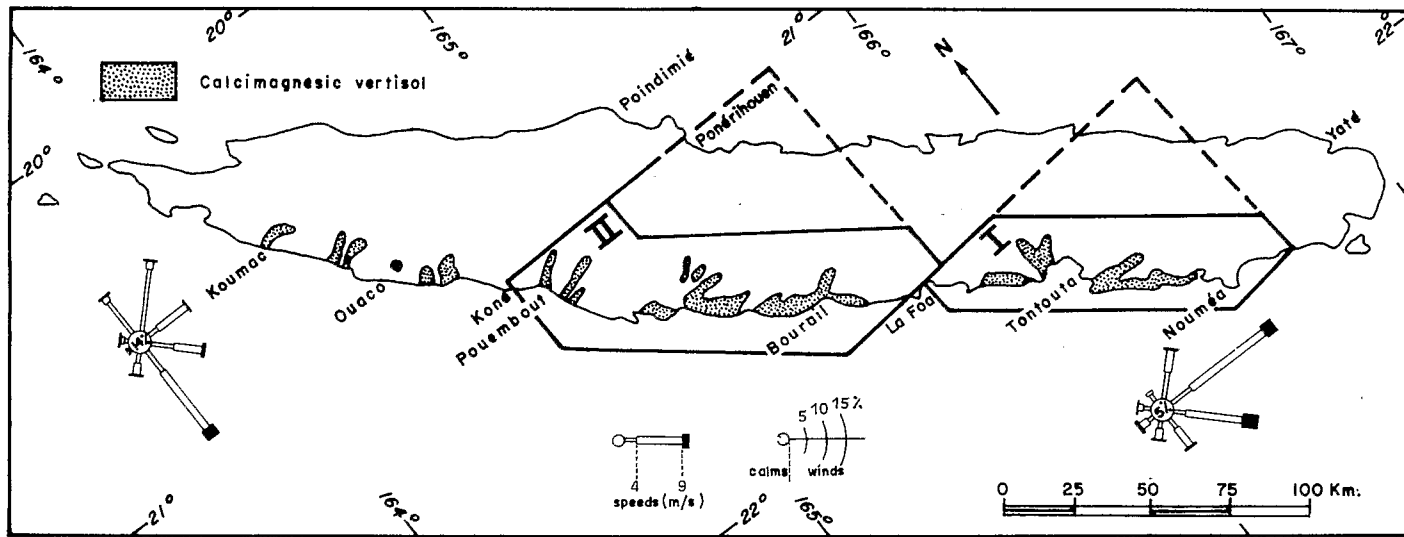 20°
165°
21°
166°
167°
22°
164°
N
Calcimagnésic vertisol
Poindimié
Ponérihouen
Yaté
20°
II
I
Koumac
Ouaco
Koné
Pouembout
Bourail
La Foa
Tontouta
Nouméa
5 10 15%
calms winds
4 9
speeds (m/s)
0 25 50 75 100 Km.
21°
164°
22°
165°